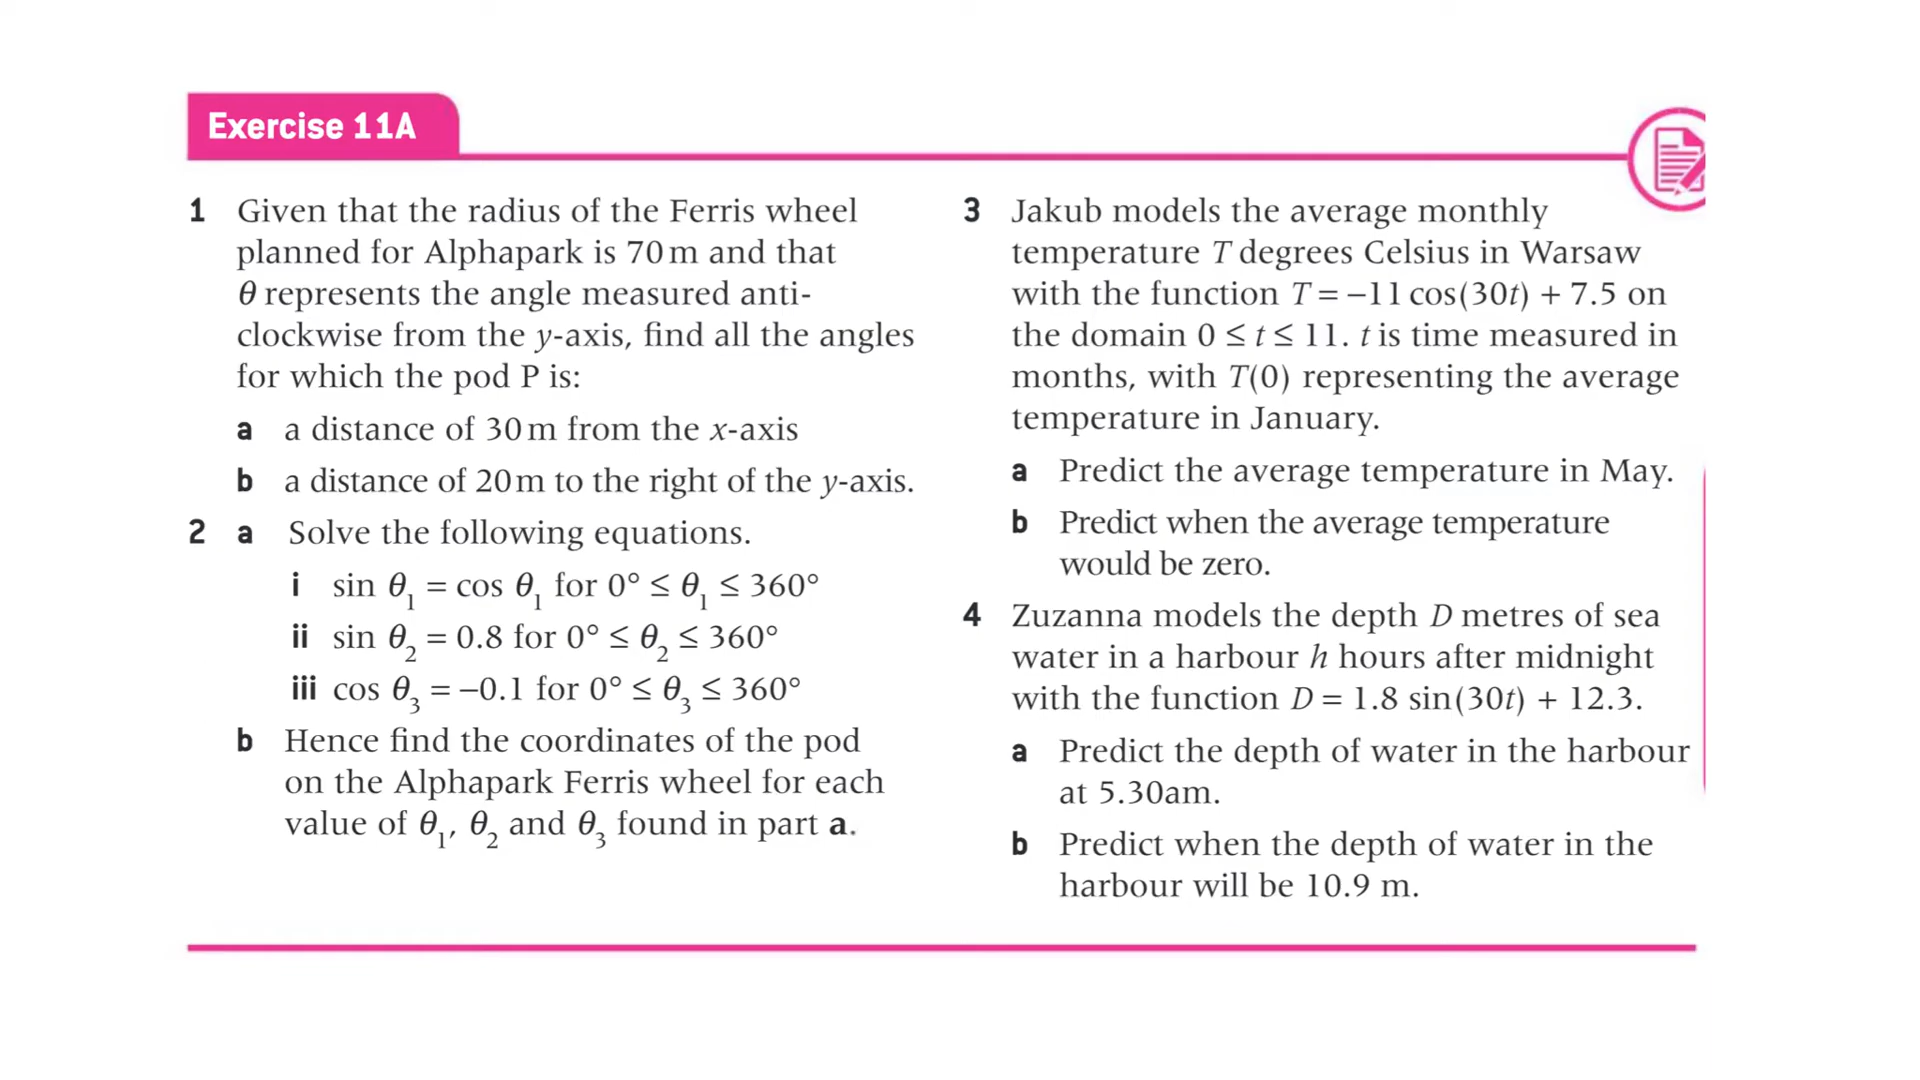 Exercise 11A
1 Given that the radius of the Ferris wheel
planned for Alphapark is 70 m and that
θ represents the angle measured anti-
clockwise from the y-axis, find all the angles
for which the pod P is:
a a distance of 30 m from the x-axis
b a distance of 20 m to the right of the y-axis.
2 a Solve the following equations.
i sin θ₁ = cos θ₁ for 0° ≤ θ₁ ≤ 360°
ii sin θ₂ = 0.8 for 0° ≤ θ₂ ≤ 360°
iii cos θ₃ = −0.1 for 0° ≤ θ₃ ≤ 360°
b Hence find the coordinates of the pod
on the Alphapark Ferris wheel for each
value of θ₁, θ₂ and θ₃ found in part a.
3 Jakub models the average monthly
temperature T degrees Celsius in Warsaw
with the function T = −11 cos(30t) + 7.5 on
the domain 0 ≤ t ≤ 11. t is time measured in
months, with T(0) representing the average
temperature in January.
a Predict the average temperature in May.
b Predict when the average temperature
would be zero.
4 Zuzanna models the depth D metres of sea
water in a harbour h hours after midnight
with the function D = 1.8 sin(30t) + 12.3.
a Predict the depth of water in the harbour
at 5.30am.
b Predict when the depth of water in the
harbour will be 10.9 m.